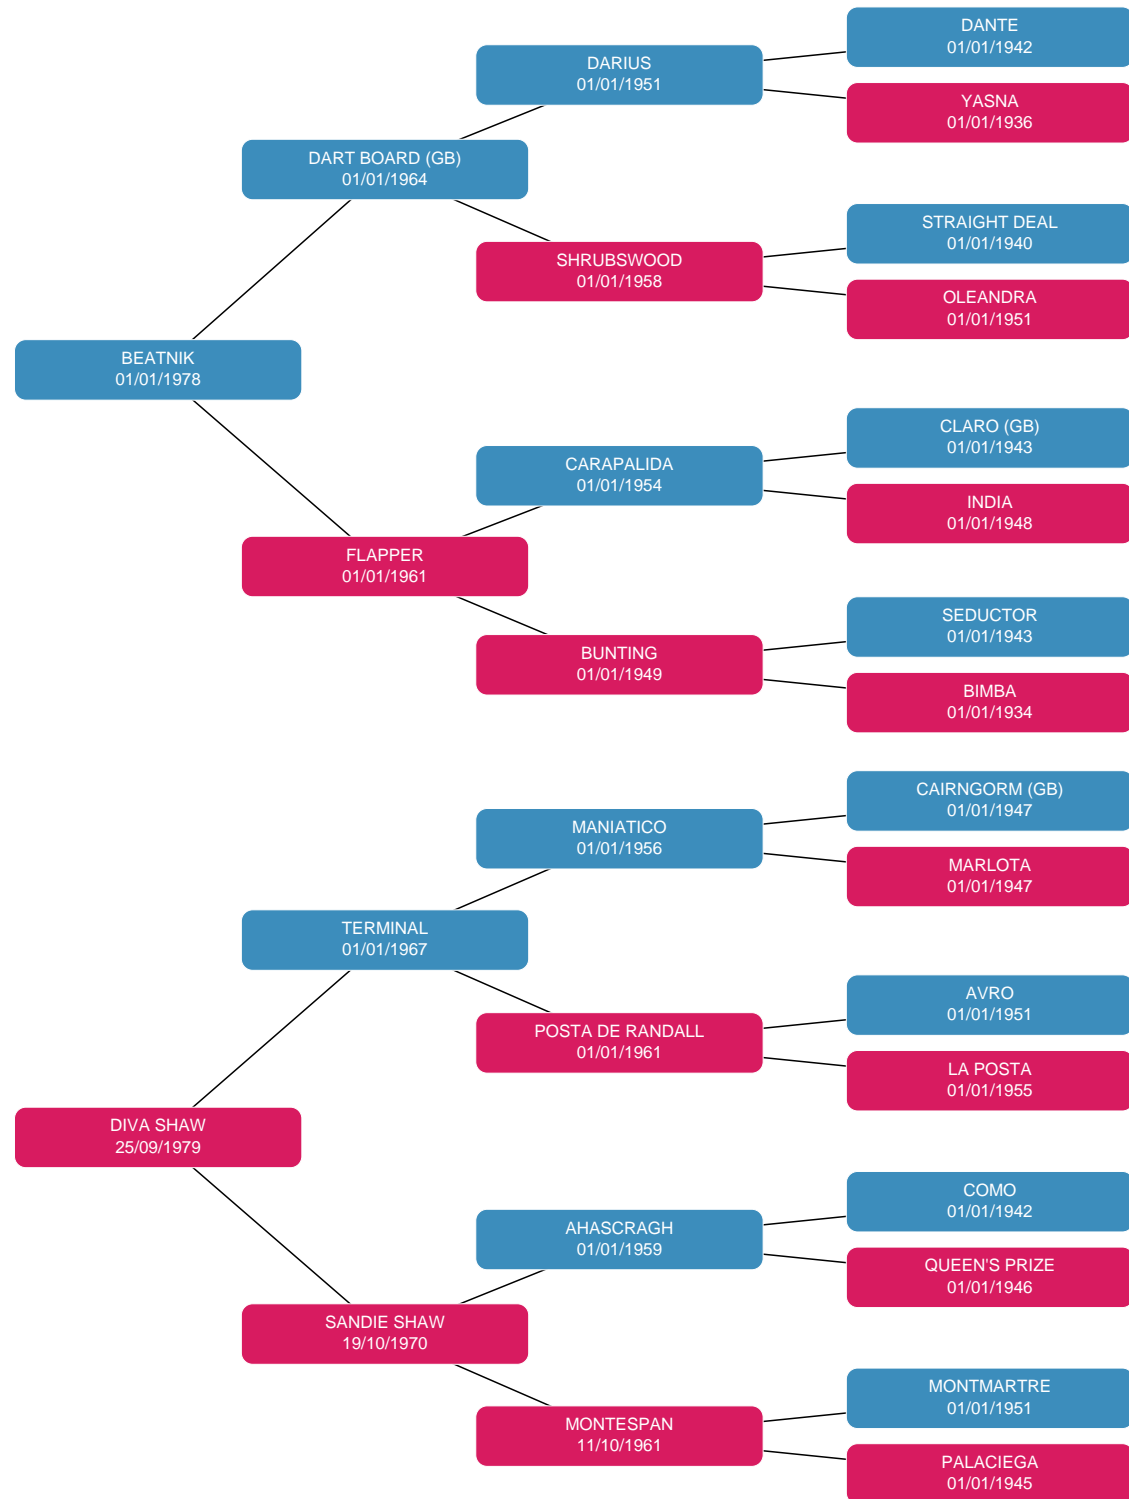 DANTE
01/01/1942
DARIUS
01/01/1951
YASNA
01/01/1936
DART BOARD (GB)
01/01/1964
STRAIGHT DEAL
01/01/1940
SHRUBSWOOD
01/01/1958
OLEANDRA
01/01/1951
BEATNIK
01/01/1978
CLARO (GB)
01/01/1943
CARAPALIDA
01/01/1954
INDIA
01/01/1948
FLAPPER
01/01/1961
SEDUCTOR
01/01/1943
BUNTING
01/01/1949
BIMBA
01/01/1934
CAIRNGORM (GB)
01/01/1947
MANIATICO
01/01/1956
MARLOTA
01/01/1947
TERMINAL
01/01/1967
AVRO
01/01/1951
POSTA DE RANDALL
01/01/1961
LA POSTA
01/01/1955
DIVA SHAW
25/09/1979
COMO
01/01/1942
AHASCRAGH
01/01/1959
QUEEN'S PRIZE
01/01/1946
SANDIE SHAW
19/10/1970
MONTMARTRE
01/01/1951
MONTESPAN
11/10/1961
PALACIEGA
01/01/1945